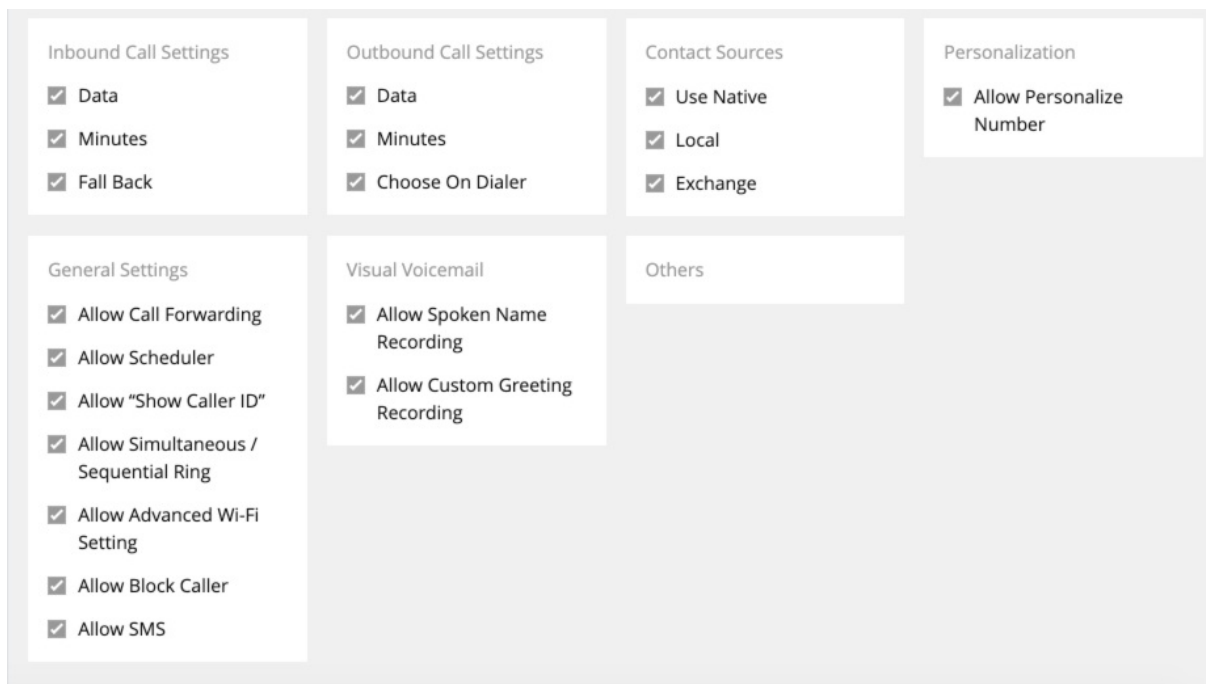 Inbound Call Settings
Data
Minutes
Fall Back
Outbound Call Settings
Data
Minutes
Choose On Dialer
Contact Sources
Use Native
Local
Exchange
Personalization
Allow Personalize
Number
General Settings
Allow Call Forwarding
Allow Scheduler
Allow “Show Caller ID”
Allow Simultaneous /
Sequential Ring
Allow Advanced Wi-Fi
Setting
Allow Block Caller
Allow SMS
Visual Voicemail
Allow Spoken Name
Recording
Allow Custom Greeting
Recording
Others